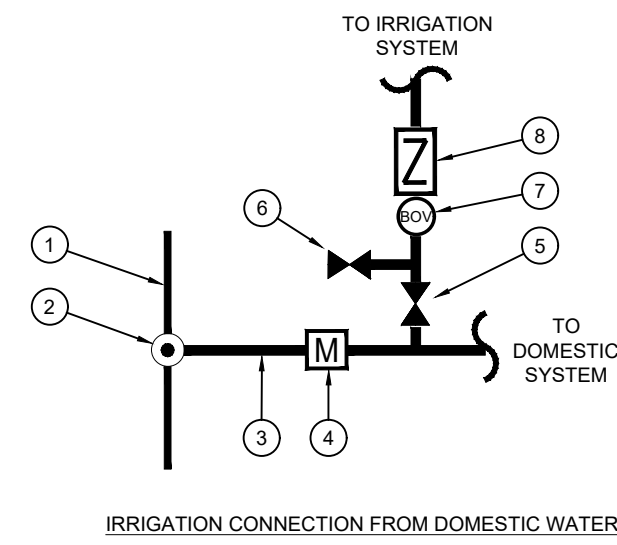 TO IRRIGATION
SYSTEM
8
Z
7
BOV
6
5
1
2
TO
DOMESTIC
SYSTEM
M
3
4
IRRIGATION CONNECTION FROM DOMESTIC WATER